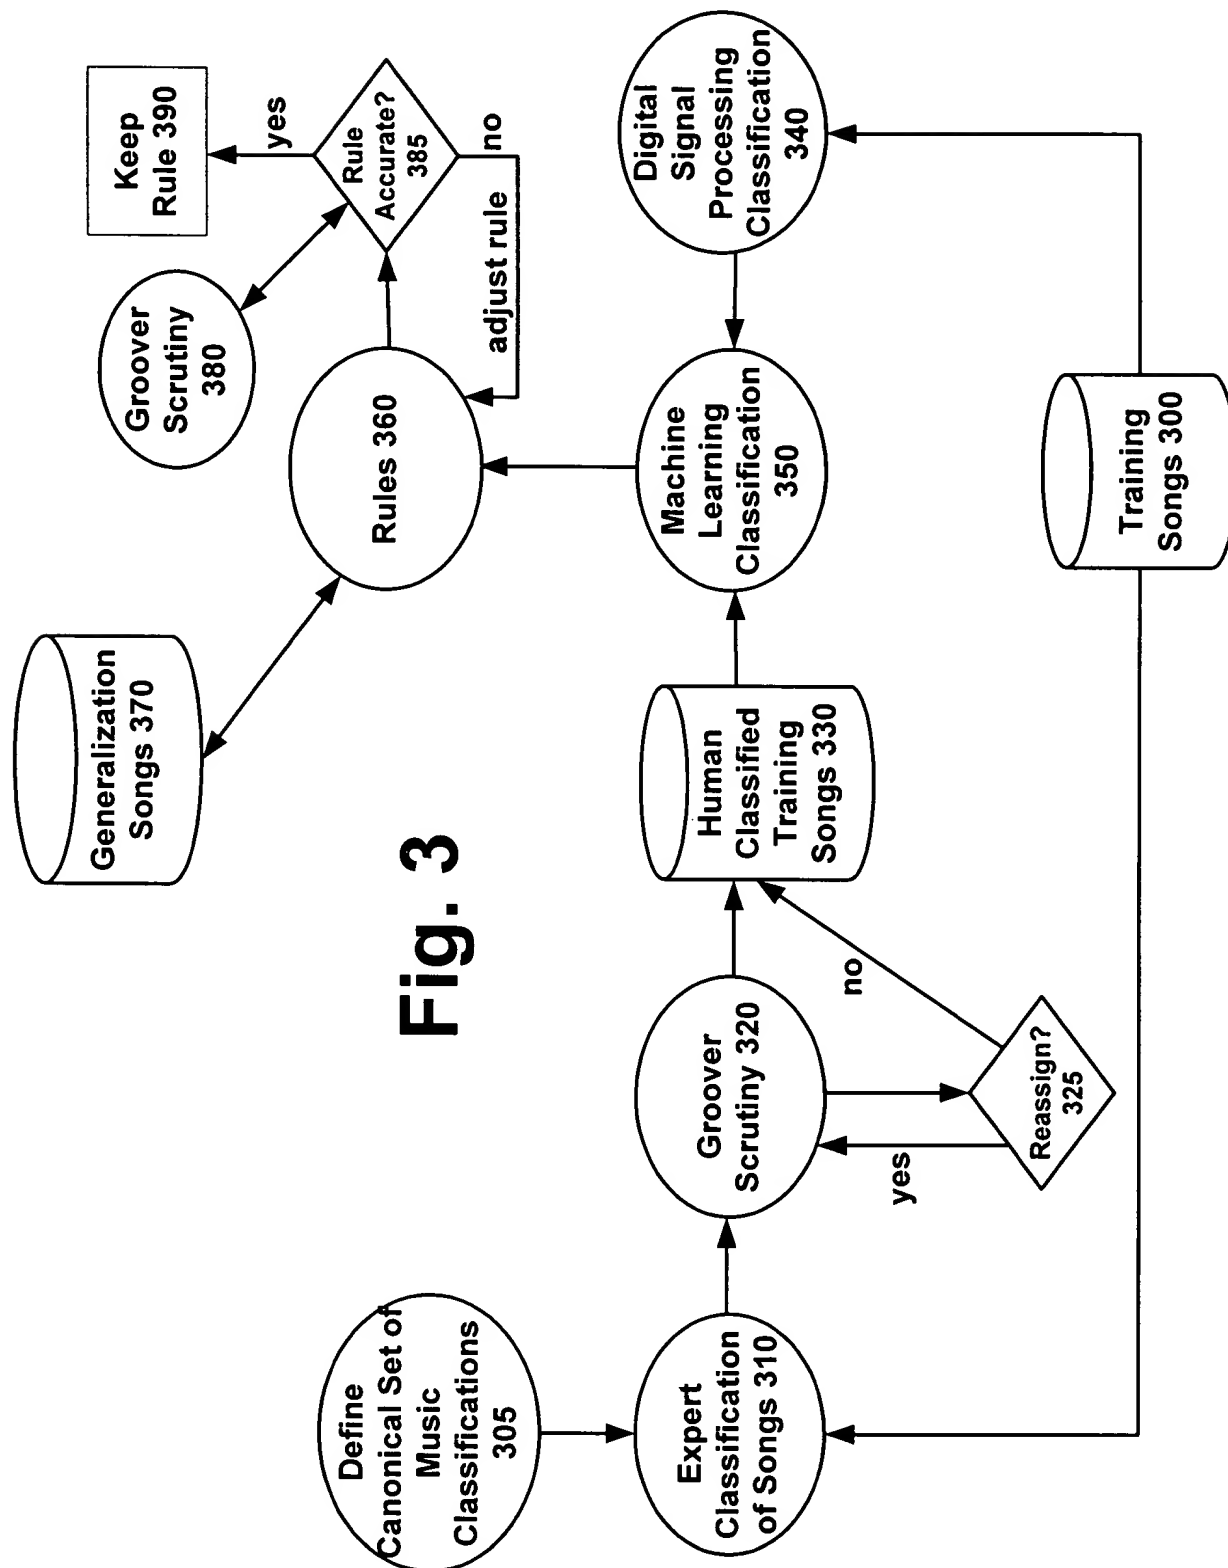 Define
Canonical Set of
Music
Classifications
305
Expert
Classification
of Songs 310
Groover
Scrutiny 320
yes
no
Reassign?
325
Human
Classified
Training
Songs 330
Machine
Learning
Classification
350
Digital
Signal
Processing
Classification
340
Training
Songs 300
Generalization
Songs 370
Rules 360
Groover
Scrutiny
380
Rule
Accurate?
385
yes
no
adjust rule
Keep
Rule 390
Fig. 3